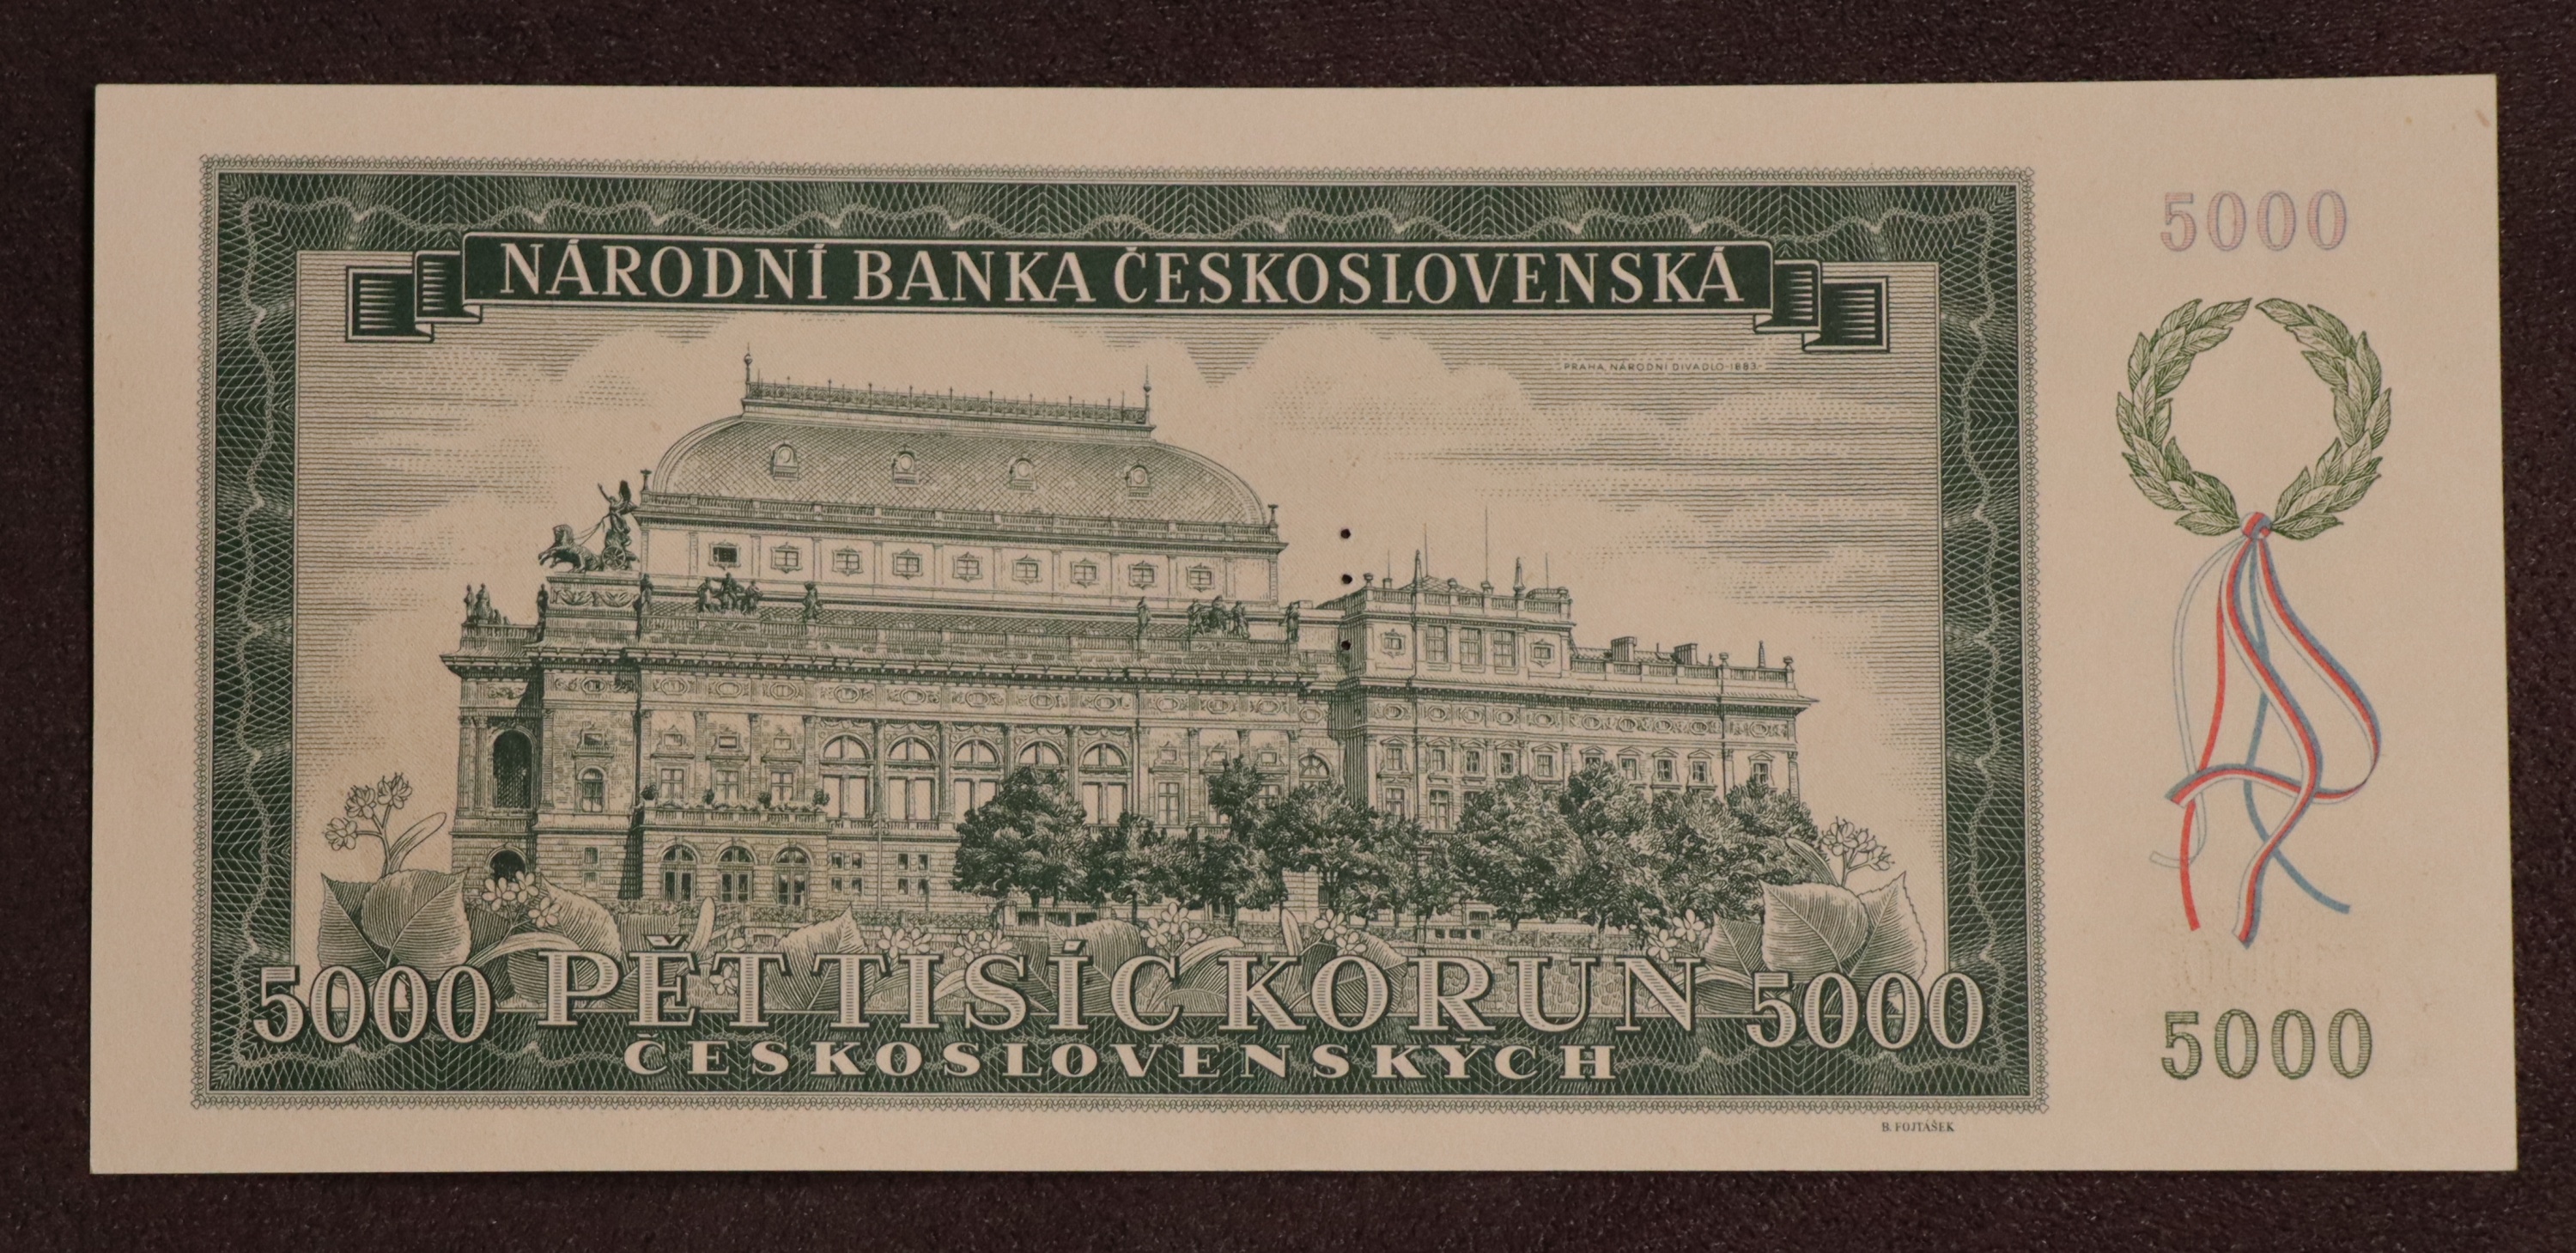 NÁRODNÍ BANKA ČESKOSLOVENSKÁ
5000
PRAHA, NÁRODNÍ DIVADLO-1883-
5000 PĚT TISÍC KORUN 5000
ČESKOSLOVENSKÝCH
5000
B. FOJTÁŠEK